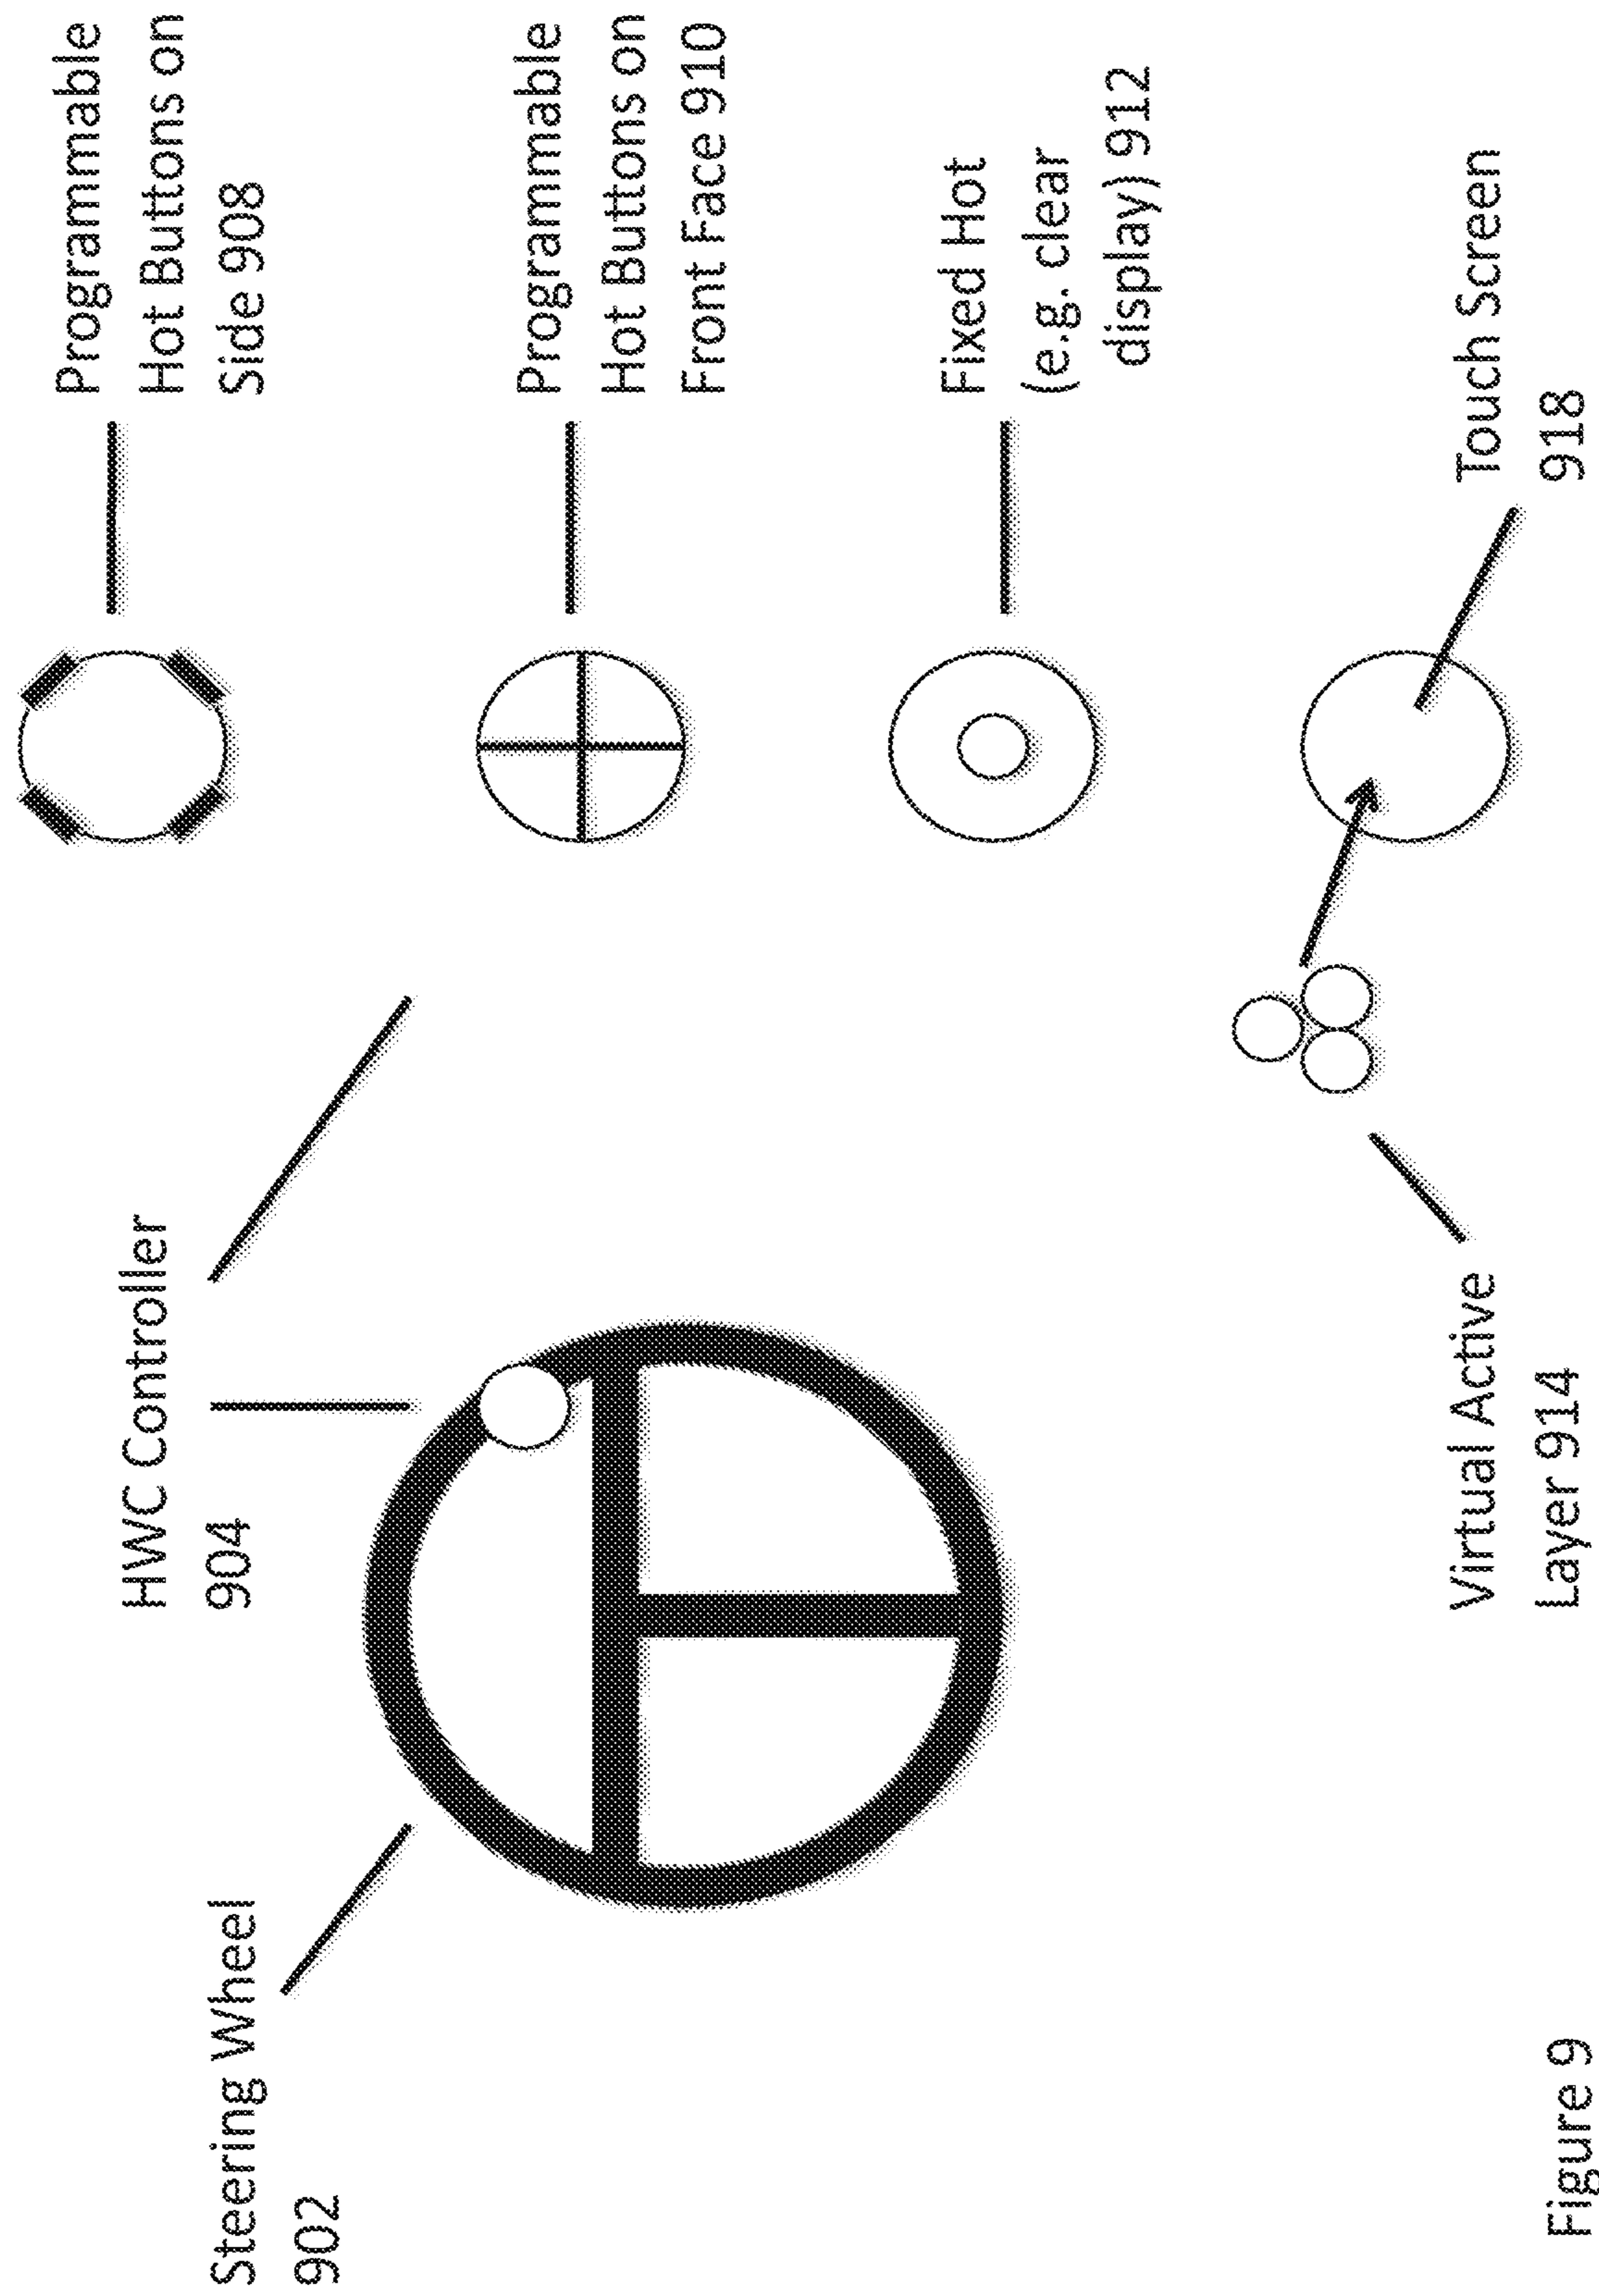 Steering Wheel
902
HWC Controller
904
Programmable
Hot Buttons on
Side 908
Programmable
Hot Buttons on
Front Face 910
Fixed Hot
(e.g. clear
display) 912
Touch Screen
918
Virtual Active
Layer 914
Figure 9